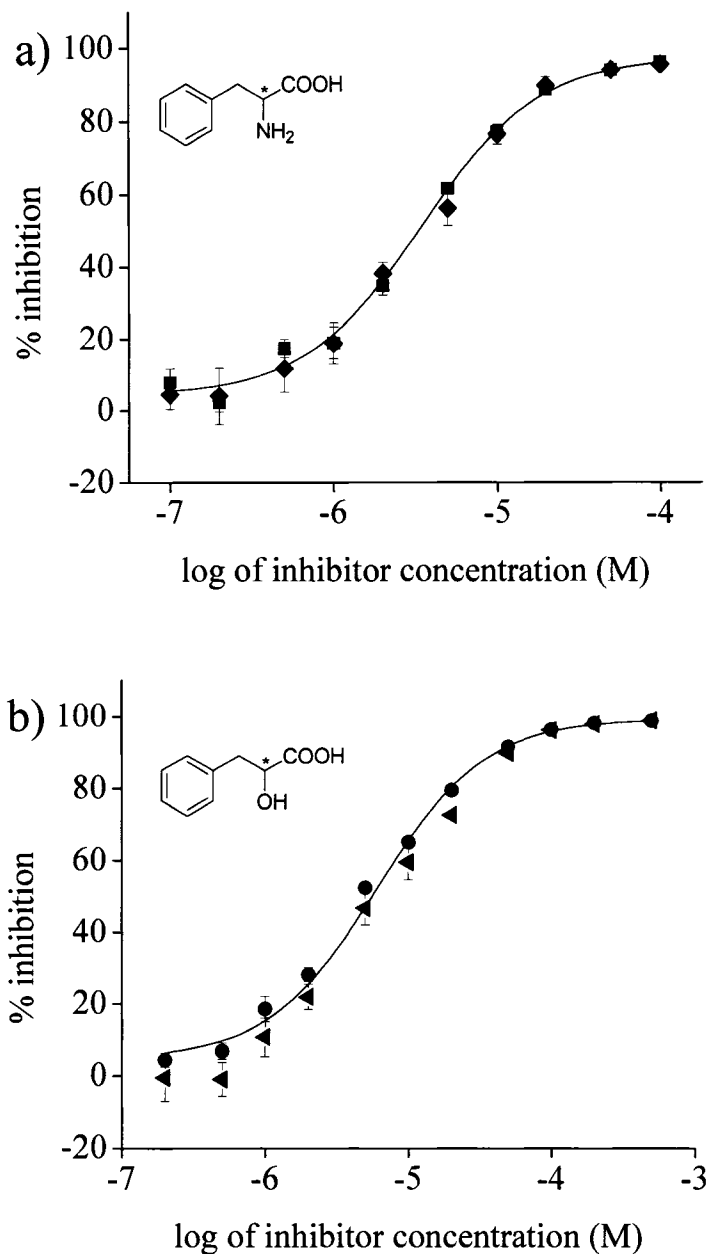 a)
100
80
60
40
20
0
-20
% inhibition
* COOH
NH2
-7 -6 -5 -4
log of inhibitor concentration (M)
b)
100
80
60
40
20
0
-20
% inhibition
* COOH
OH
-7 -6 -5 -4 -3
log of inhibitor concentration (M)